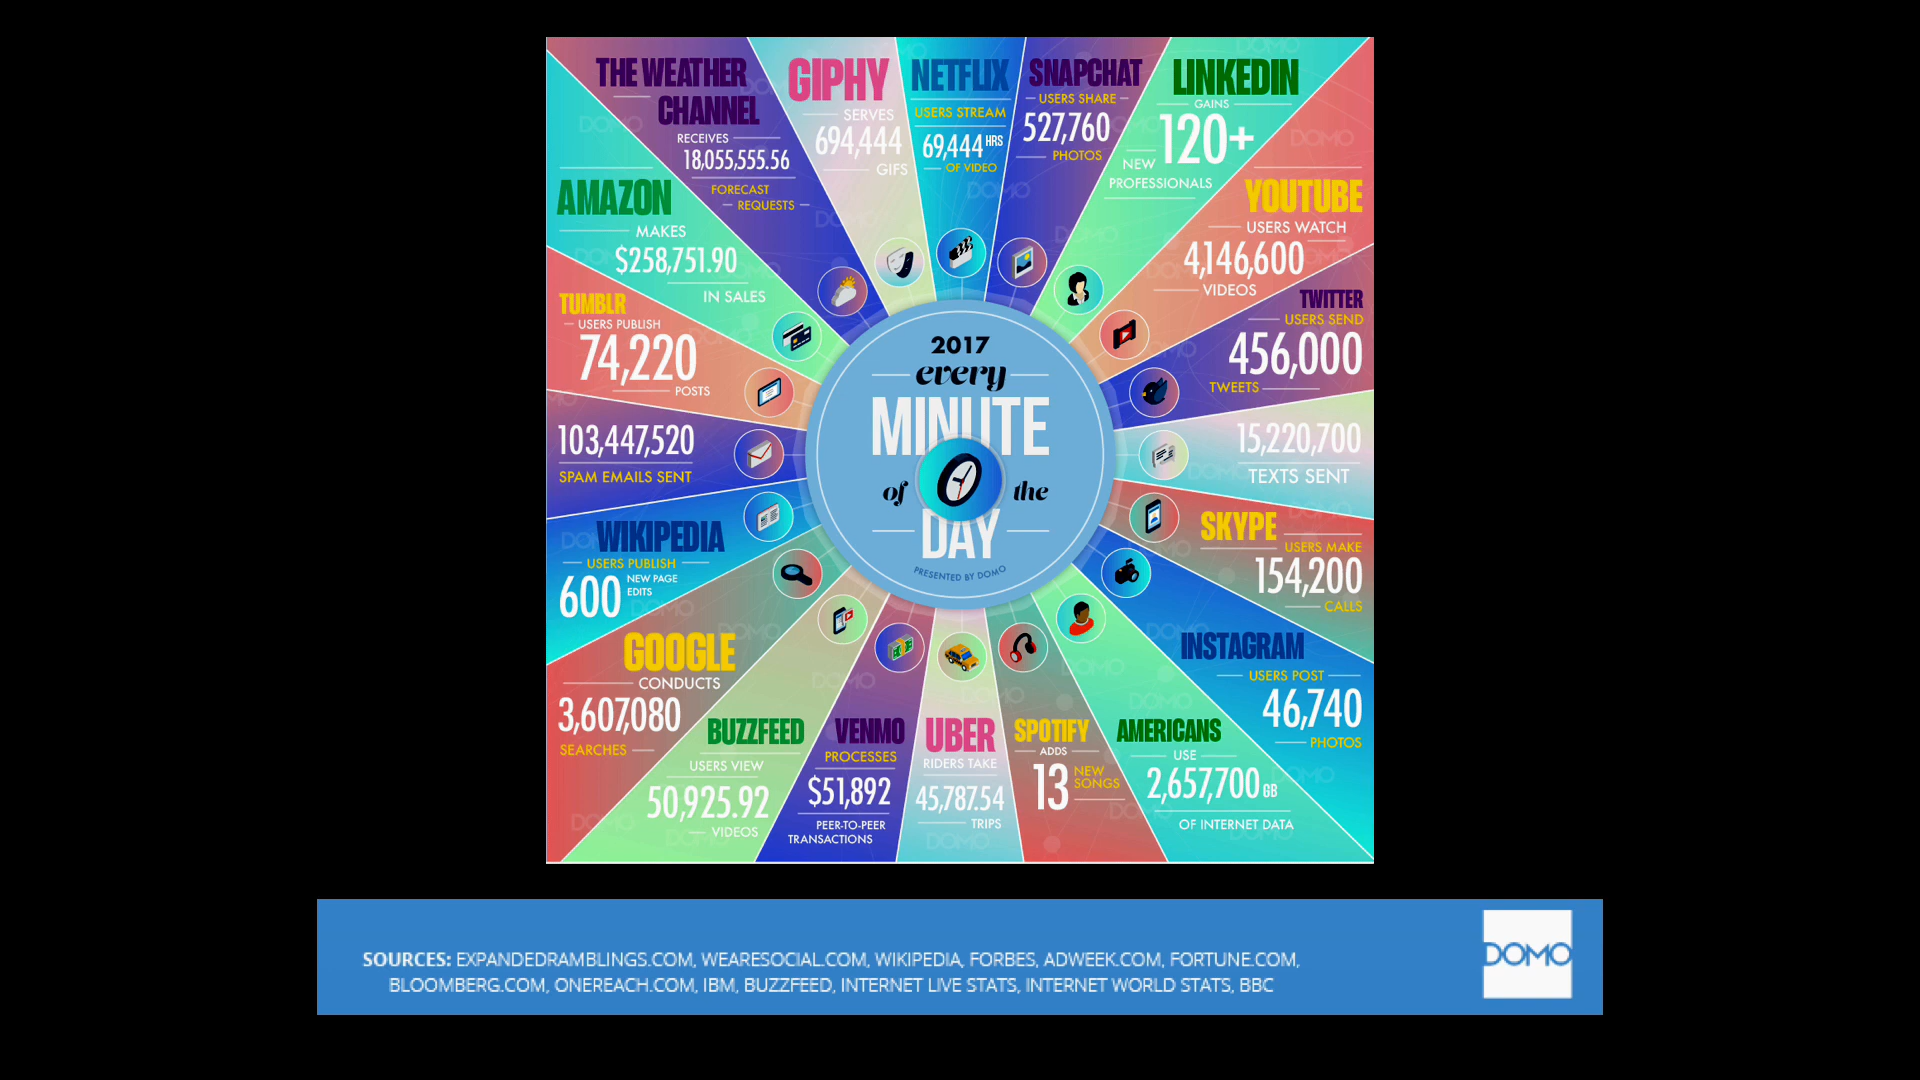 THE WEATHER
CHANNEL
RECEIVES
18,055,555.56
FORECAST
REQUESTS
GIPHY
SERVES
694,444
GIFS
NETFLIX
USERS STREAM
69,444 HRS
OF VIDEO
SNAPCHAT
USERS SHARE
527,760
PHOTOS
LINKEDIN
GAINS
120+
NEW
PROFESSIONALS
YOUTUBE
USERS WATCH
4,146,600
VIDEOS
TWITTER
USERS SEND
456,000
TWEETS
15,220,700
TEXTS SENT
SKYPE
USERS MAKE
154,200
CALLS
INSTAGRAM
USERS POST
46,740
PHOTOS
AMERICANS
USE
2,657,700 GB
OF INTERNET DATA
SPOTIFY
ADDS
13 NEW
SONGS
UBER
RIDERS TAKE
45,787.54
TRIPS
VENMO
PROCESSES
$51,892
PEER-TO-PEER
TRANSACTIONS
BUZZFEED
USERS VIEW
50,925.92
VIDEOS
GOOGLE
CONDUCTS
3,607,080
SEARCHES
WIKIPEDIA
USERS PUBLISH
600 NEW PAGE
EDITS
103,447,520
SPAM EMAILS SENT
TUMBLR
USERS PUBLISH
74,220
POSTS
AMAZON
MAKES
$258,751.90
IN SALES
2017
every
MINUTE
of the
DAY
PRESENTED BY DOMO
SOURCES: EXPANDEDRAMBLINGS.COM, WEARESOCIAL.COM, WIKIPEDIA, FORBES, ADWEEK.COM, FORTUNE.COM,
BLOOMBERG.COM, ONEREACH.COM, IBM, BUZZFEED, INTERNET LIVE STATS, INTERNET WORLD STATS, BBC
DOMO